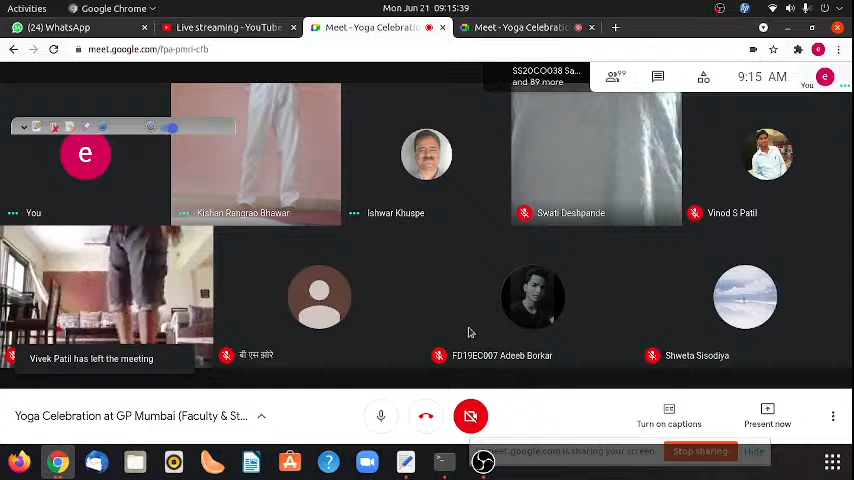 Activities
Google Chrome
Mon Jun 21 09:15:39
(24) WhatsApp
Live streaming - YouTube
Meet - Yoga Celebratio
Meet - Yoga Celebratio
meet.google.com/fpa-pmri-cfb
SS20CO038 Sa...
and 89 more
99
9:15 AM
e
You
e
You
Kishan Rangrao Bhawar
Ishwar Khuspe
Swati Deshpande
Vinod S Patil
Vivek Patil has left the meeting
बी एस झोरे
FD19EC007 Adeeb Borkar
Shweta Sisodiya
Yoga Celebration at GP Mumbai (Faculty & St...
Turn on captions
Present now
meet.google.com is sharing your screen.
Stop sharing
Hide